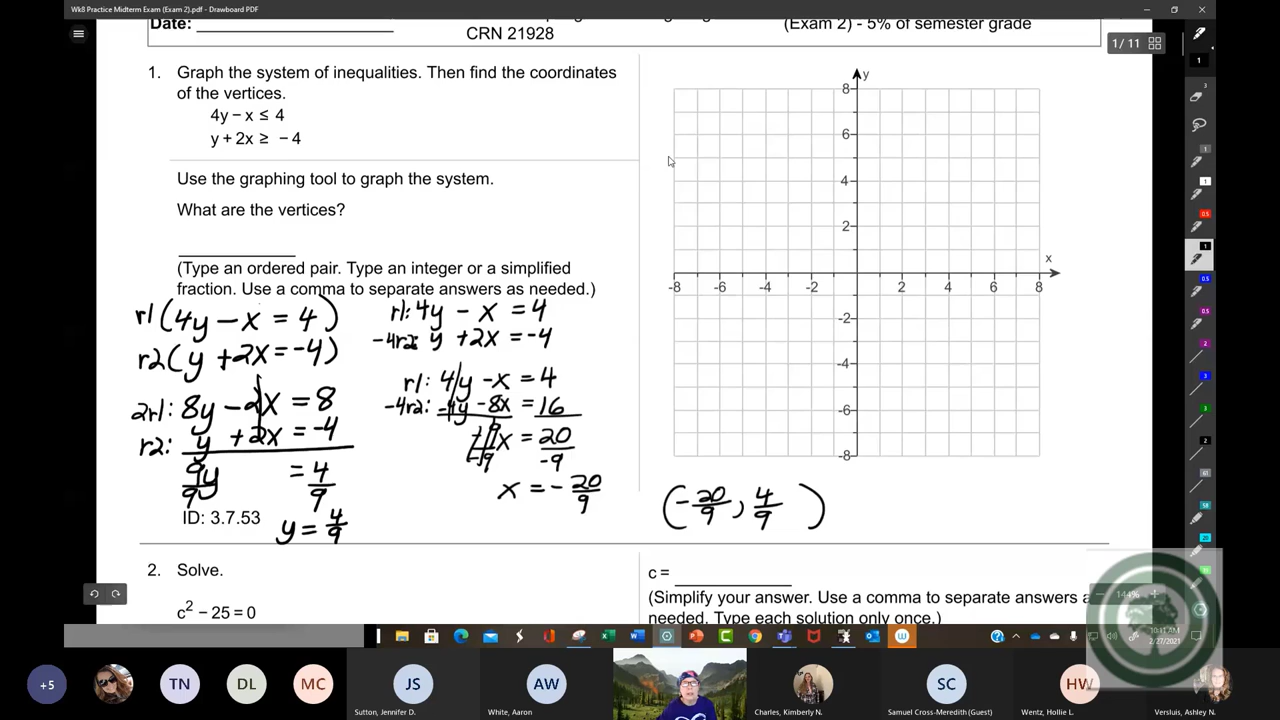 Wk8 Practice Midterm Exam (Exam 2).pdf - Drawboard PDF
Date:
CRN 21928
(Exam 2) - 5% of semester grade
1 / 11
1. Graph the system of inequalities. Then find the coordinates
of the vertices.
4y − x ≤ 4
y + 2x ≥ − 4
Use the graphing tool to graph the system.
What are the vertices?
(Type an ordered pair. Type an integer or a simplified
fraction. Use a comma to separate answers as needed.)
r1(4y − x = 4)
r2(y + 2x = -4)
2r1: 8y − 2x = 8
r2: y + 2x = -4
9y/9 = 4/9
y = 4/9
r1: 4y − x = 4
-4r2: y + 2x = -4
r1: 4y − x = 4
-4r2: -4y − 8x = 16
-9x/-9 = 20/-9
x = - 20/9
ID: 3.7.53
y
8
6
4
2
x
-8 -6 -4 -2 2 4 6 8
-2
-4
-6
-8
(-20/9, 4/9)
2. Solve.
c² − 25 = 0
c =
(Simplify your answer. Use a comma to separate answers a
needed. Type each solution only once.)
144%
10:11 AM
2/27/2021
+5
TN
DL
MC
JS
Sutton, Jennifer D.
AW
White, Aaron
Charles, Kimberly N.
SC
Samuel Cross-Meredith (Guest)
HW
Wentz, Hollie L.
Versluis, Ashley N.